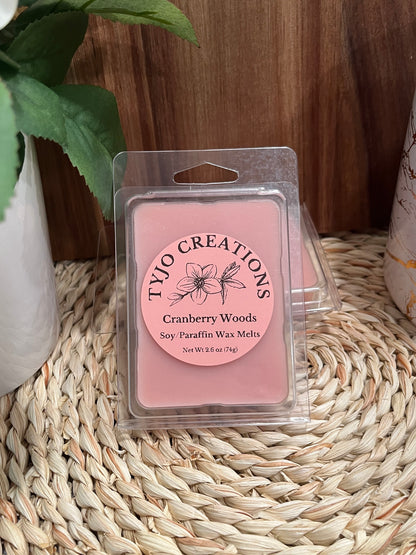 TYJO CREATIONS
Cranberry Woods
Soy/Paraffin Wax Melts
Net Wt 2.6 oz (74g)